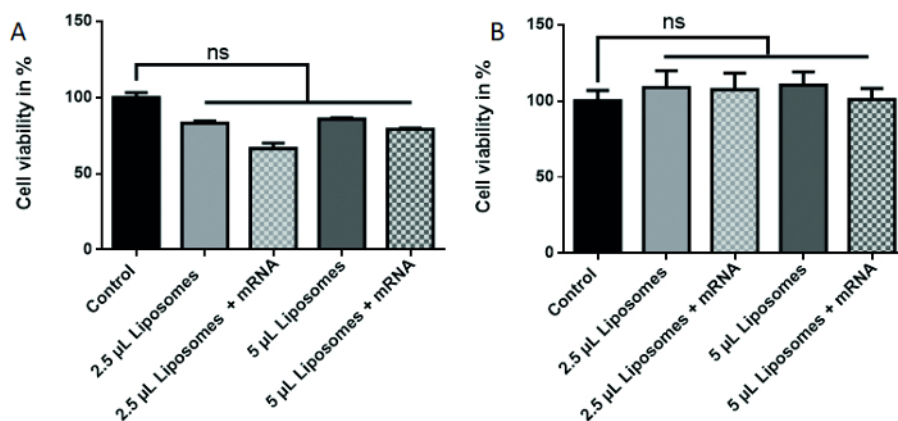 A
Cell viability in %
150
100
50
0
ns
Control
2.5 µL Liposomes
2.5 µL Liposomes + mRNA
5 µL Liposomes
5 µL Liposomes + mRNA
B
Cell viability in %
150
100
50
0
ns
Control
2.5 µL Liposomes
2.5 µL Liposomes + mRNA
5 µL Liposomes
5 µL Liposomes + mRNA